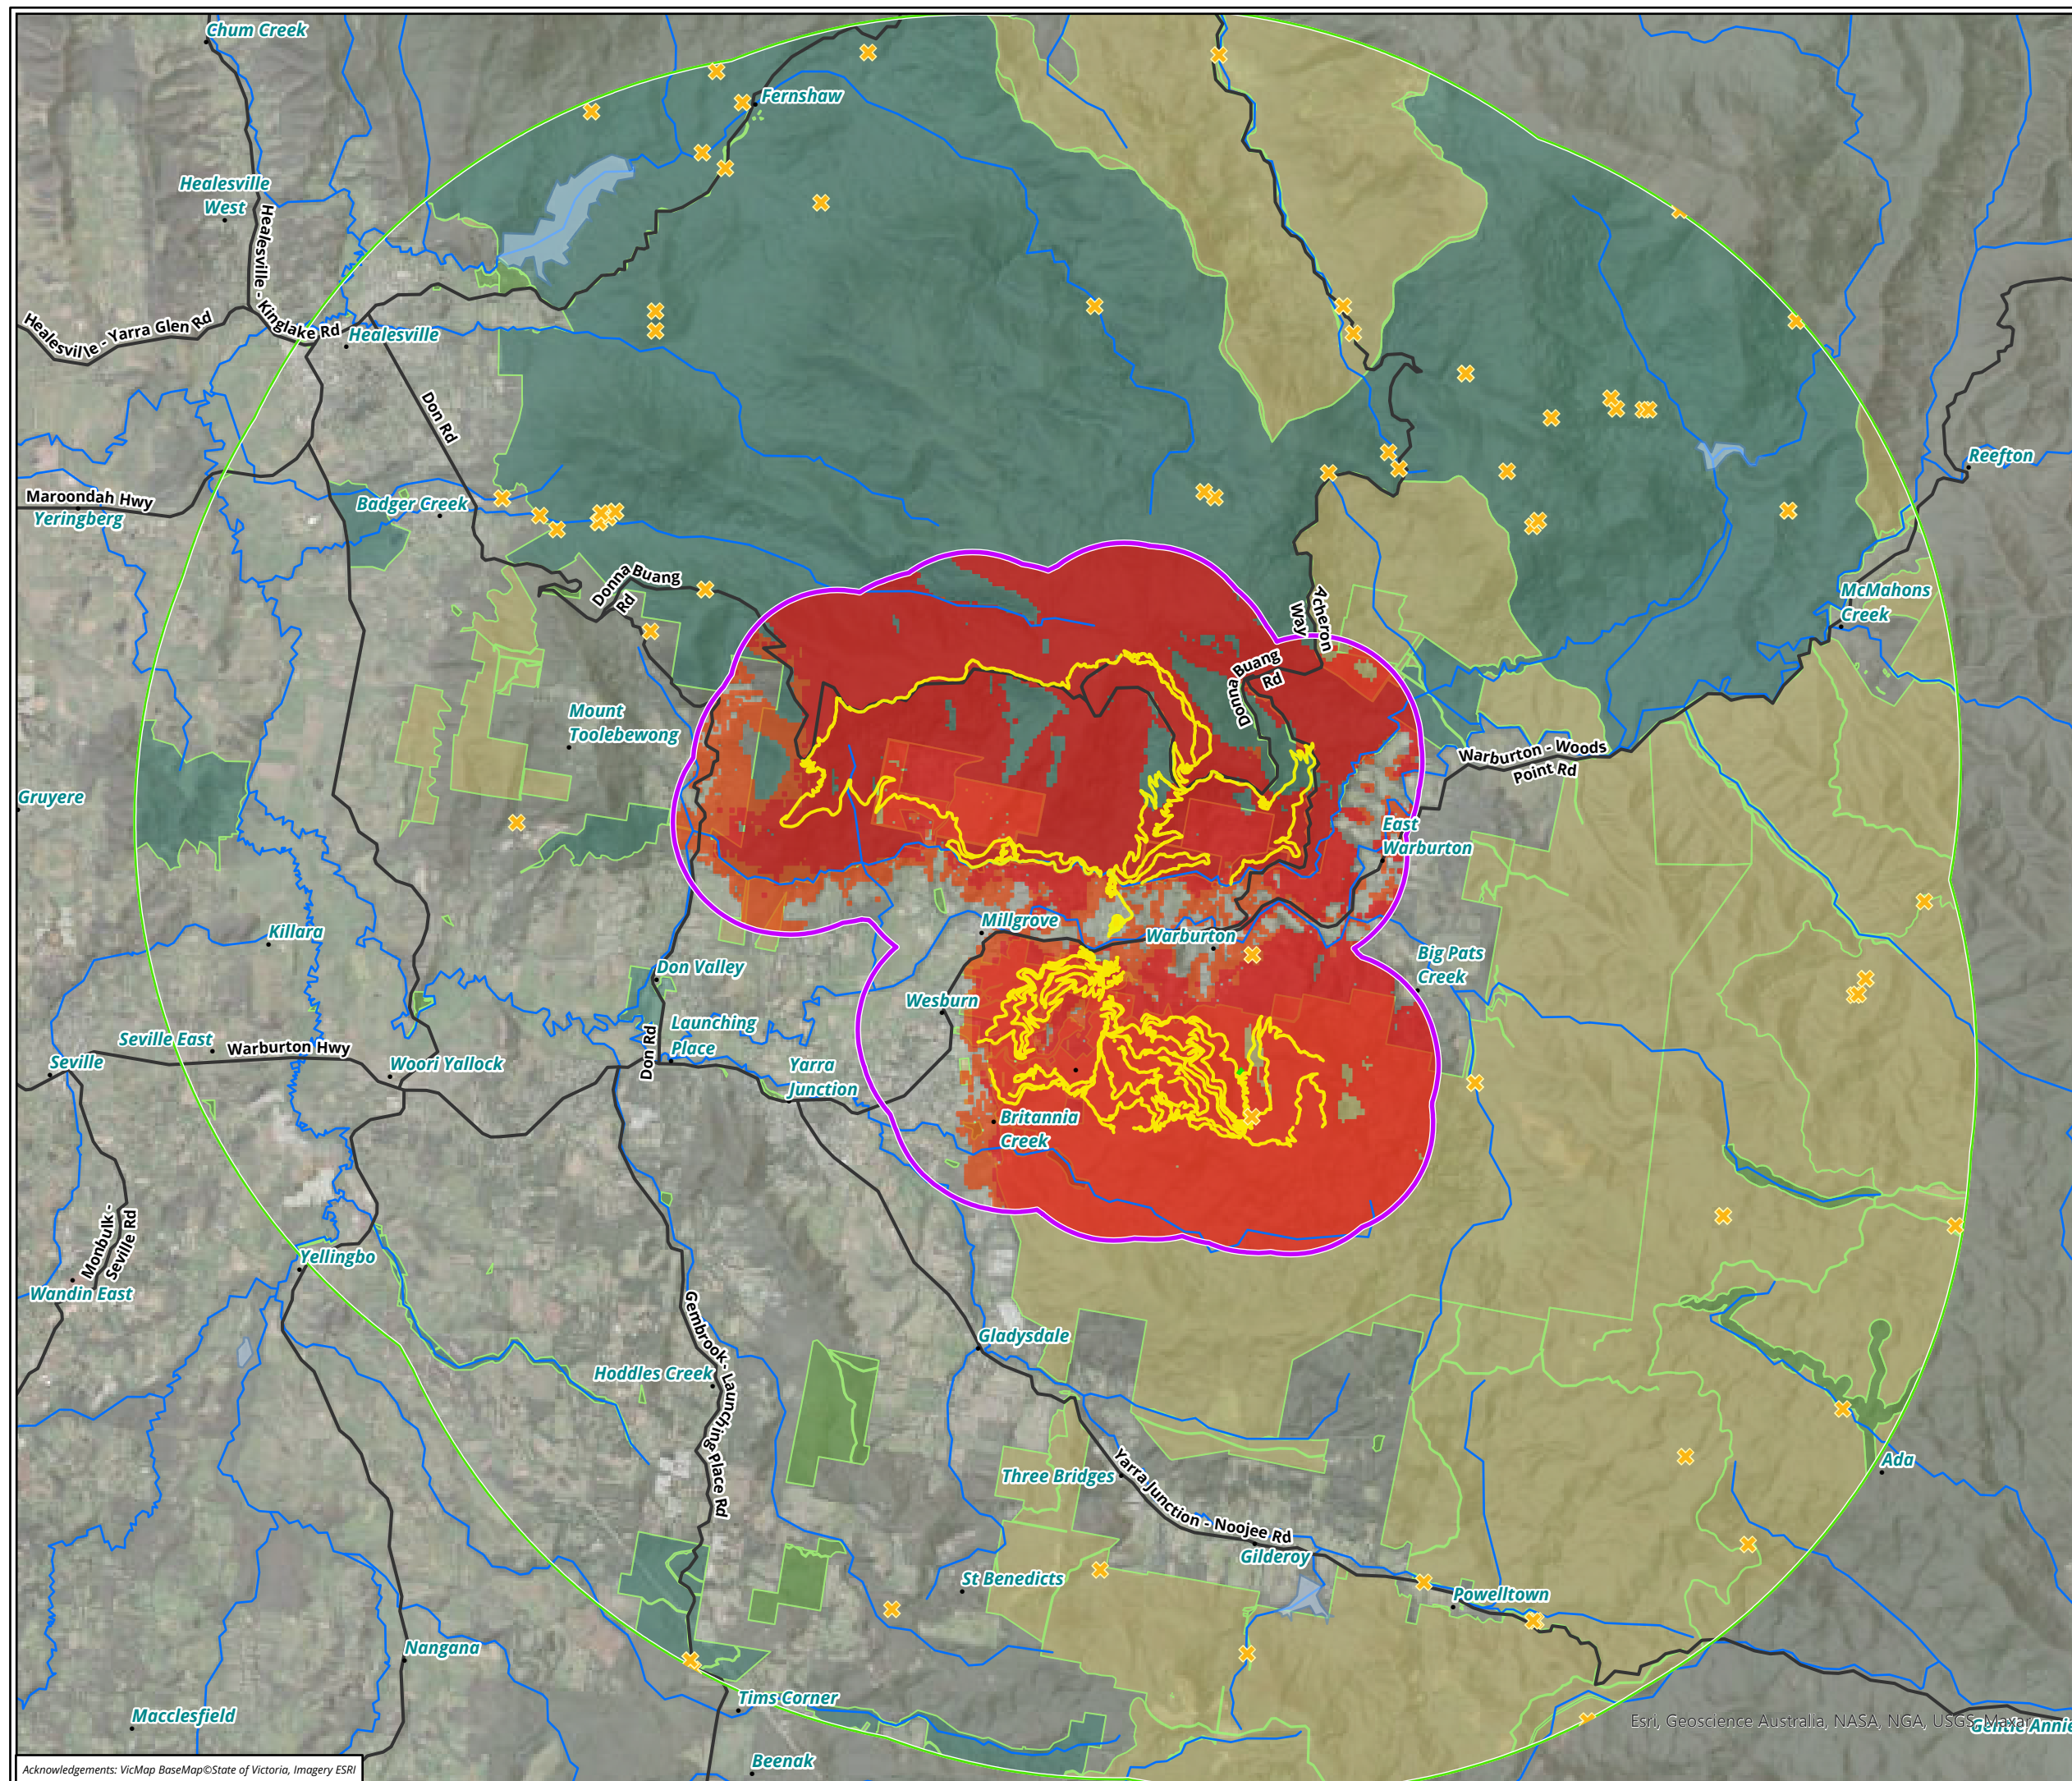 Chum Creek
Fernshaw
Healesville
West
Healesville - Kinglake Rd
Healesville - Yarra Glen Rd
Healesville
Don Rd
Reefton
Maroondah Hwy
Yeringberg
Badger Creek
Donna Buang
Rd
Acheron
Way
McMahons
Creek
Donna Buang
Rd
Mount
Toolebewong
Warburton - Woods
Point Rd
Gruyere
East
Warburton
Killara
Millgrove
Warburton
Big Pats
Creek
Don Valley
Wesburn
Launching
Place
Seville East
Warburton Hwy
Don Rd
Seville
Woori Yallock
Yarra
Junction
Britannia
Creek
Monbulk -
Seville Rd
Yellingbo
Wandin East
Gembrook - Launching Place Rd
Gladysdale
Hoddles Creek
Three Bridges
Yarra Junction - Noojee Rd
Ada
Gilderoy
St Benedicts
Powelltown
Nangana
Tims Corner
Macclesfield
Esri, Geoscience Australia, NASA, NGA, USGS, Maxar
Gentle Annie
Beenak
Acknowledgements: VicMap BaseMap©State of Victoria, Imagery ESRI